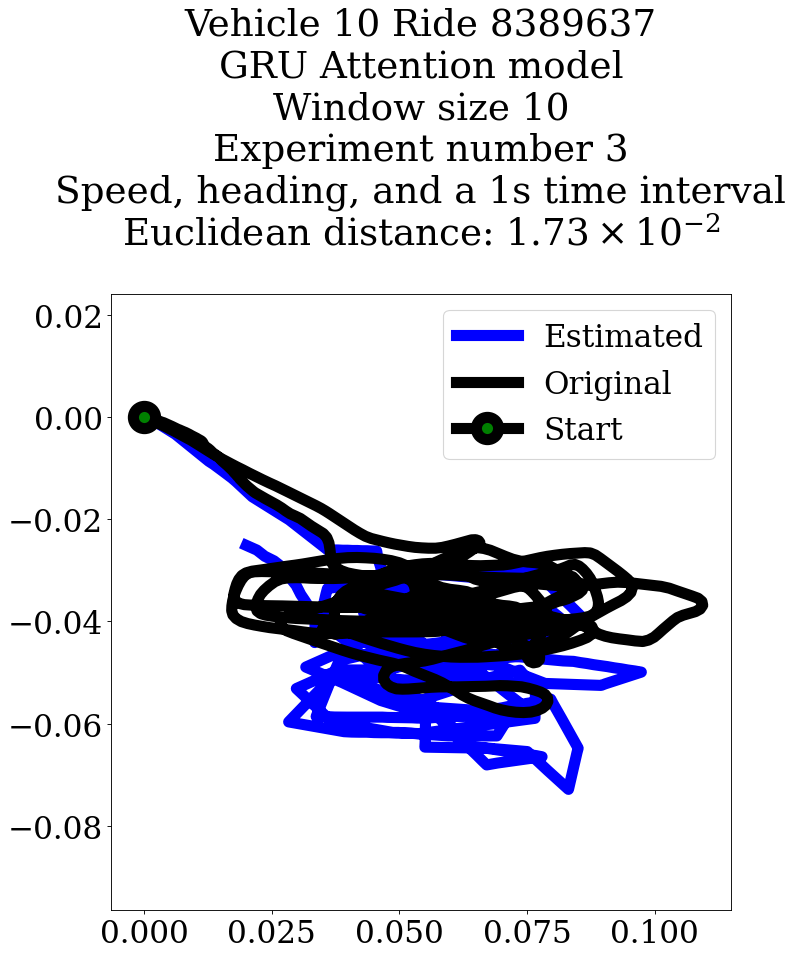 Vehicle 10 Ride 8389637
GRU Attention model
Window size 10
Experiment number 3
Speed, heading, and a 1s time interval
Euclidean distance: 1.73 × 10⁻²
0.02
0.00
−0.02
−0.04
−0.06
−0.08
Estimated
Original
Start
0.000 0.025 0.050 0.075 0.100